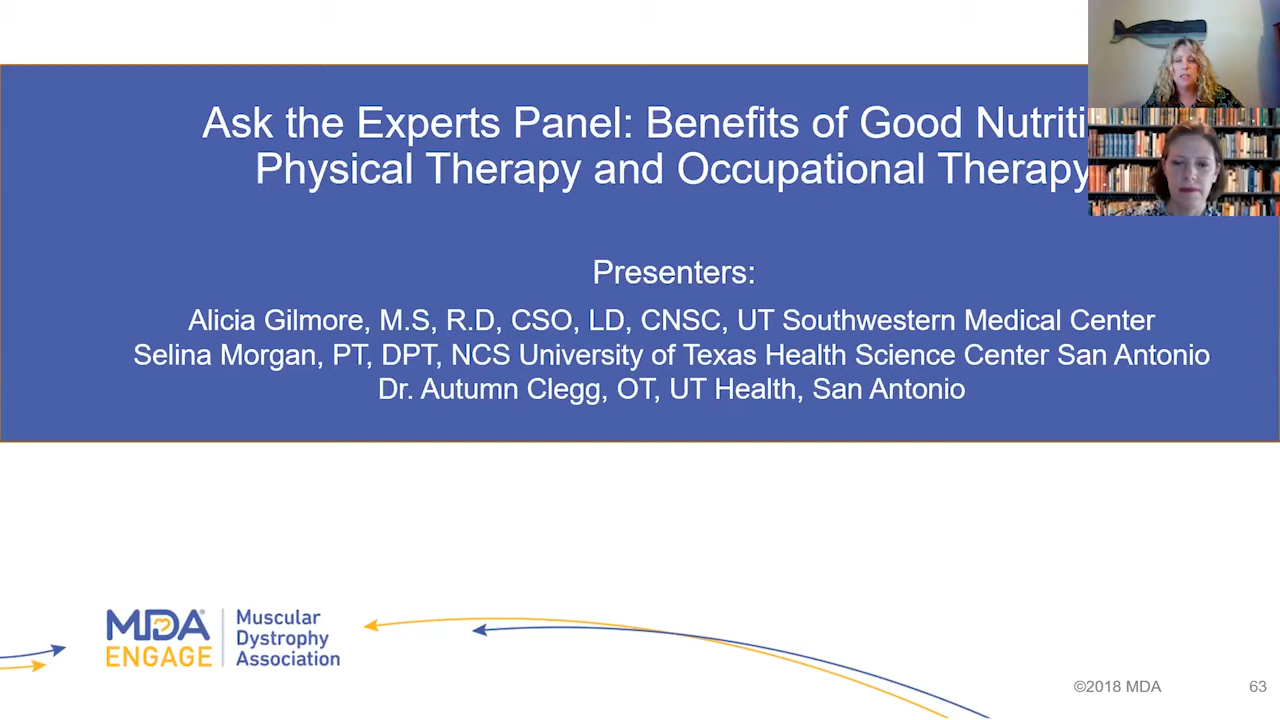 Ask the Experts Panel: Benefits of Good
Physical Therapy and Occupational Therapy
Presenters:
Alicia Gilmore, M.S, R.D, CSO, LD, CNSC, UT Southwestern Medical Center
Selina Morgan, PT, DPT, NCS University of Texas Health Science Center San Antonio
Dr. Autumn Clegg, OT, UT Health, San Antonio
MDA®
ENGAGE
Muscular
Dystrophy
Association
©2018 MDA
63